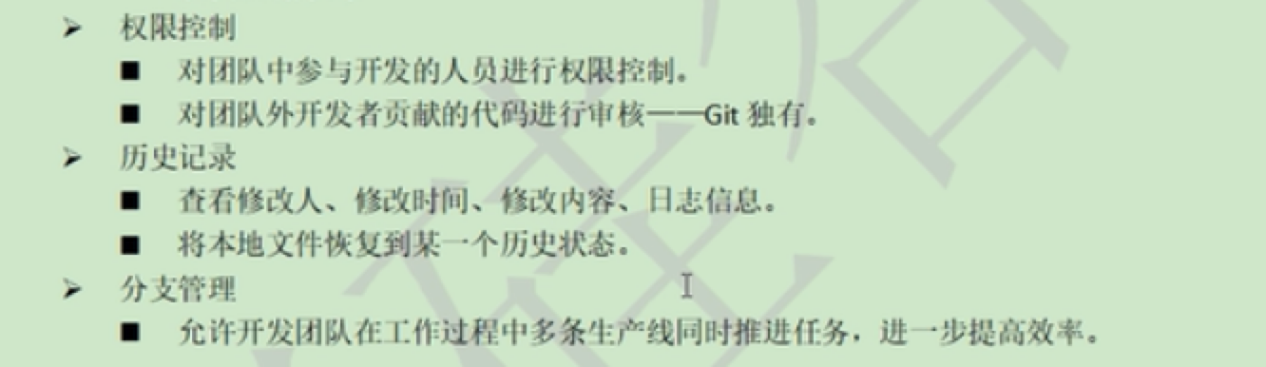 ➢ 权限控制
■ 对团队中参与开发的人员进行权限控制。
■ 对团队外开发者贡献的代码进行审核——Git 独有。
➢ 历史记录
■ 查看修改人、修改时间、修改内容、日志信息。
■ 将本地文件恢复到某一个历史状态。
➢ 分支管理
■ 允许开发团队在工作过程中多条生产线同时推进任务，进一步提高效率。